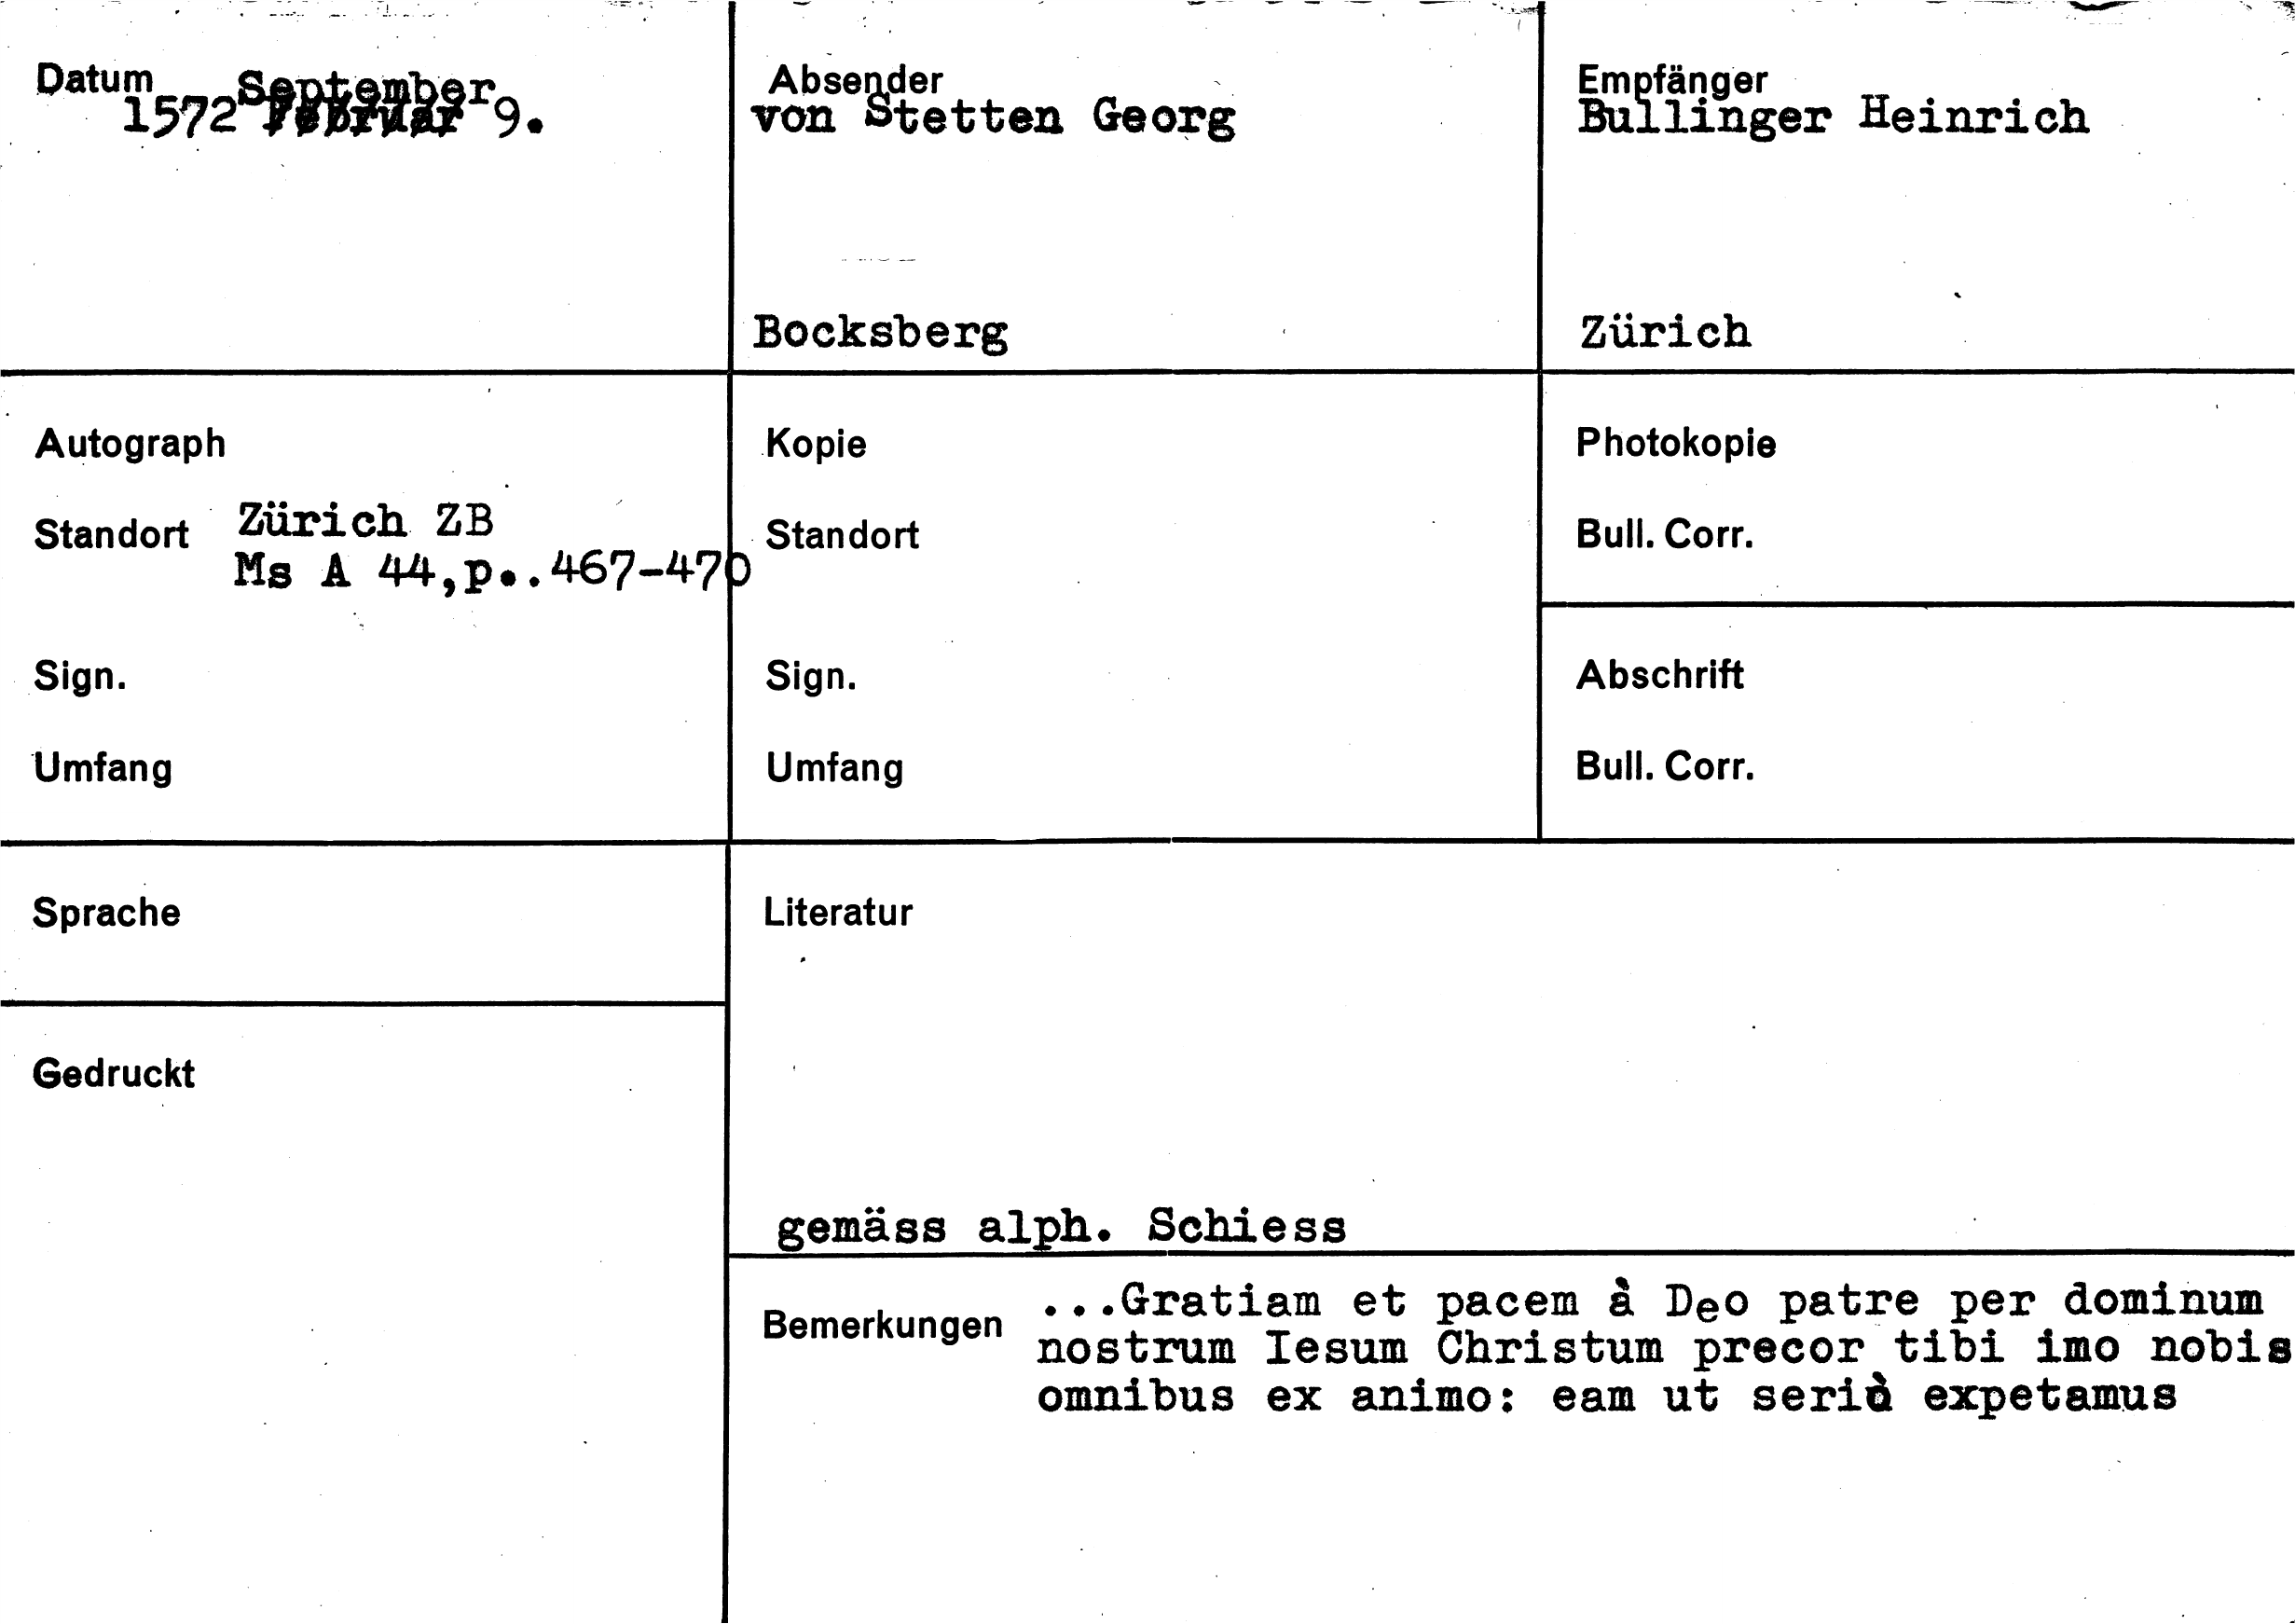 Datum
1572 September 9.
Februar
Absender
von Stetten Georg
Bocksberg
Empfänger
Bullinger Heinrich
Zürich
Autograph
Standort Zürich ZB
Ms A 44,p..467-470
Sign.
Umfang
Kopie
Standort
Sign.
Umfang
Photokopie
Bull. Corr.
Abschrift
Bull. Corr.
Sprache
Gedruckt
Literatur
gemäss alph. Schiess
Bemerkungen ...Gratiam et pacem à Deo patre per dominum
nostrum Iesum Christum precor tibi imo nobis
omnibus ex animo: eam ut seriò expetamus